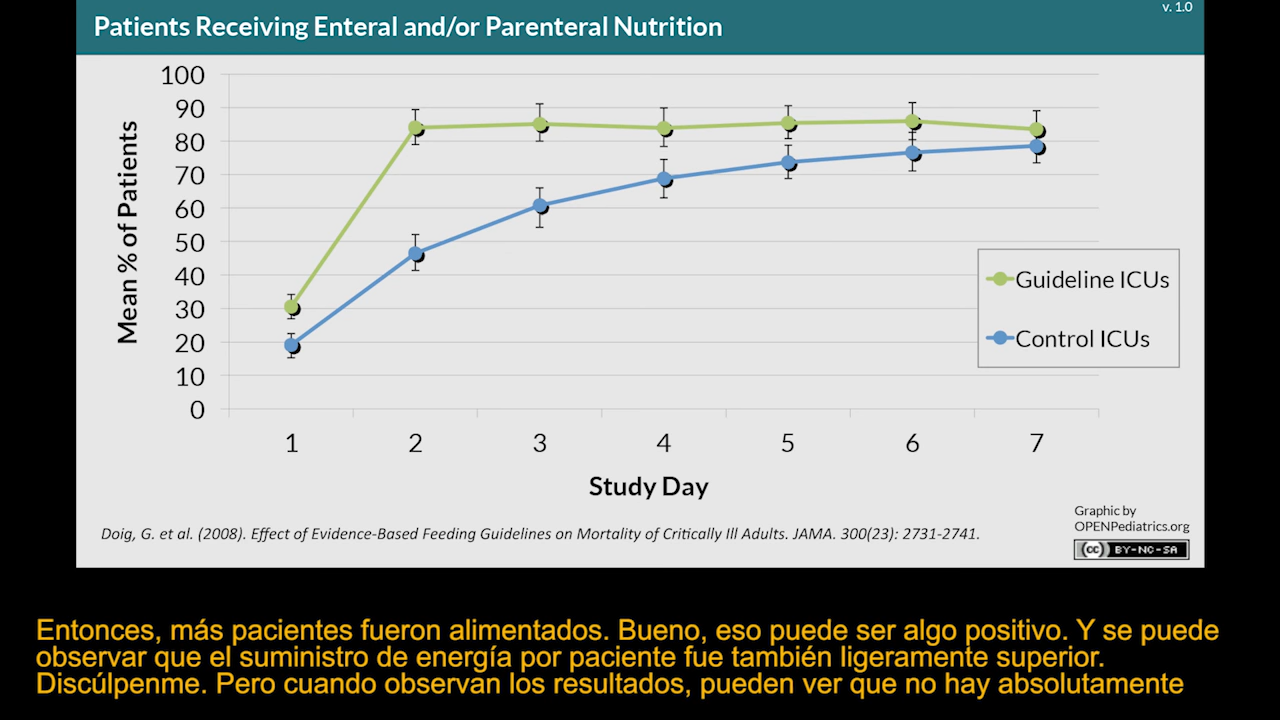 v. 1.0
Patients Receiving Enteral and/or Parenteral Nutrition
Mean % of Patients
100
90
80
70
60
50
40
30
20
10
0
1 2 3 4 5 6 7
Study Day
Guideline ICUs
Control ICUs
Doig, G. et al. (2008). Effect of Evidence-Based Feeding Guidelines on Mortality of Critically Ill Adults. JAMA. 300(23): 2731-2741.
Graphic by
OPENPediatrics.org
cc BY-NC-SA
Entonces, más pacientes fueron alimentados. Bueno, eso puede ser algo positivo. Y se puede
observar que el suministro de energía por paciente fue también ligeramente superior.
Discúlpenme. Pero cuando observan los resultados, pueden ver que no hay absolutamente